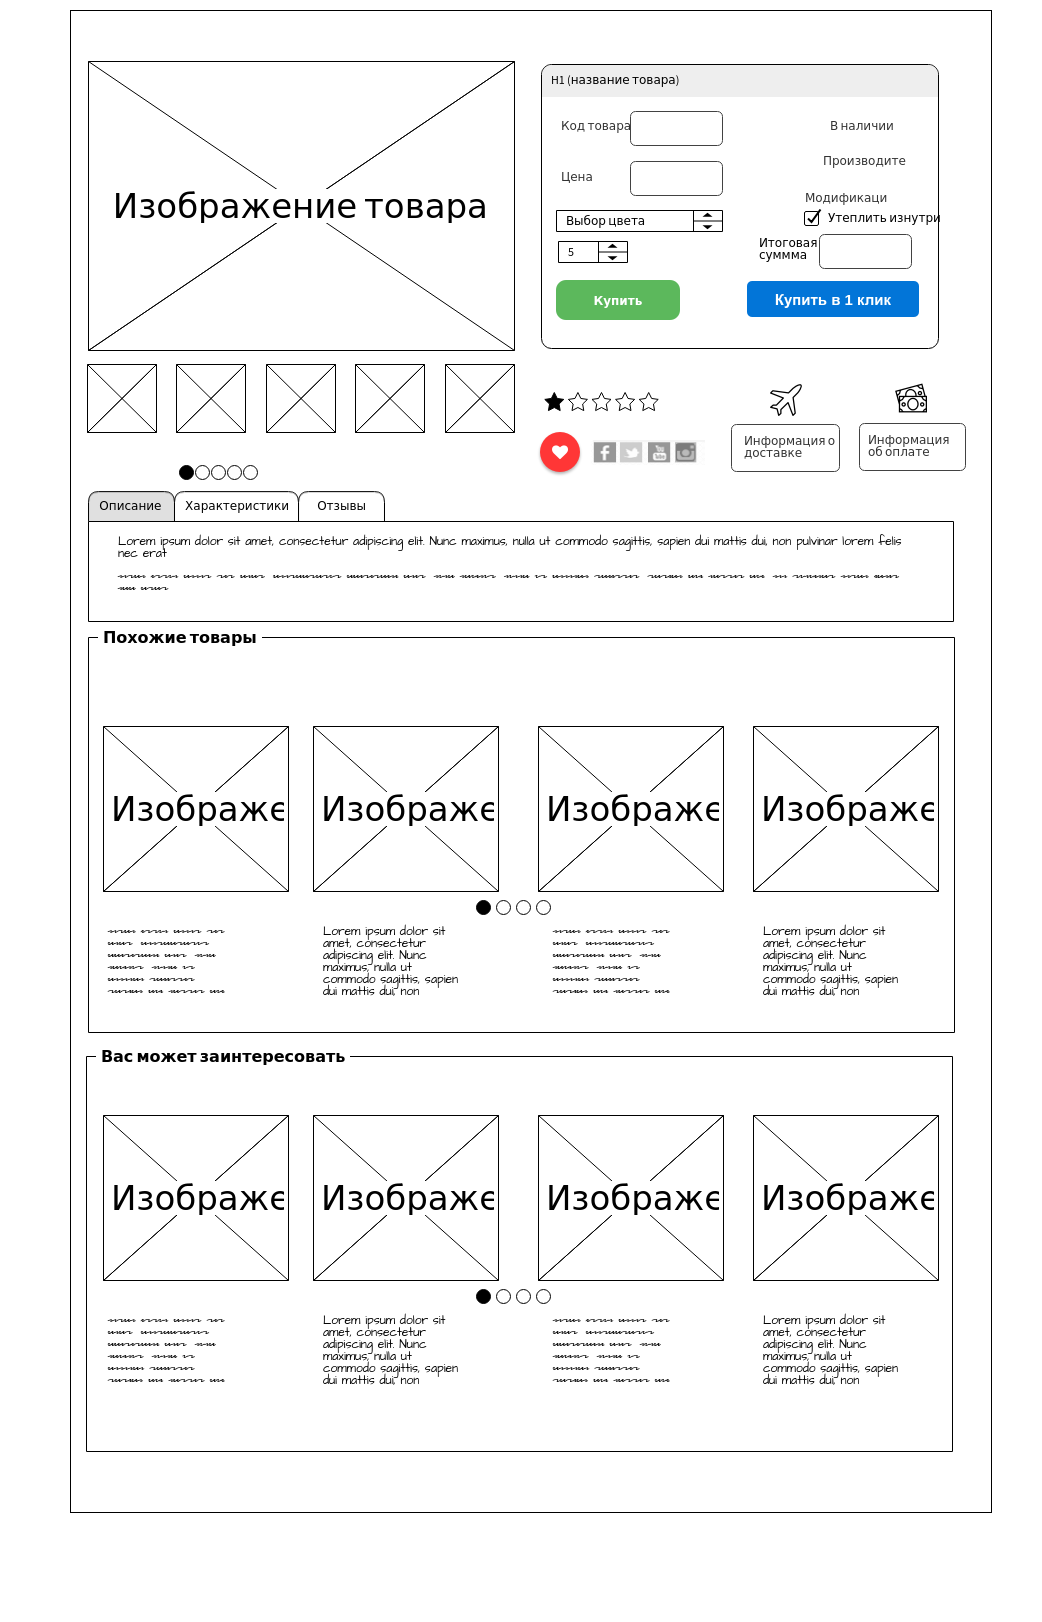 Изображение товара
H1 (название товара)
Код товара
В наличии
Производите
Цена
Модификаци
Выбор цвета
Утеплить изнутри
5
Итоговая
суммма
Купить
Купить в 1 клик
Информация о
доставке
Информация
об оплате
You
Описание
Характеристики
Отзывы
Lorem ipsum dolor sit amet, consectetur adipiscing elit. Nunc maximus, nulla ut commodo sagittis, sapien dui mattis dui, non pulvinar lorem felis
nec erat
Похожие товары
Изображе
Изображе
Изображе
Изображе
Lorem ipsum dolor sit
amet, consectetur
adipiscing elit. Nunc
maximus, nulla ut
commodo sagittis, sapien
dui mattis dui, non
Lorem ipsum dolor sit
amet, consectetur
adipiscing elit. Nunc
maximus, nulla ut
commodo sagittis, sapien
dui mattis dui, non
Вас может заинтересовать
Изображе
Изображе
Изображе
Изображе
Lorem ipsum dolor sit
amet, consectetur
adipiscing elit. Nunc
maximus, nulla ut
commodo sagittis, sapien
dui mattis dui, non
Lorem ipsum dolor sit
amet, consectetur
adipiscing elit. Nunc
maximus, nulla ut
commodo sagittis, sapien
dui mattis dui, non